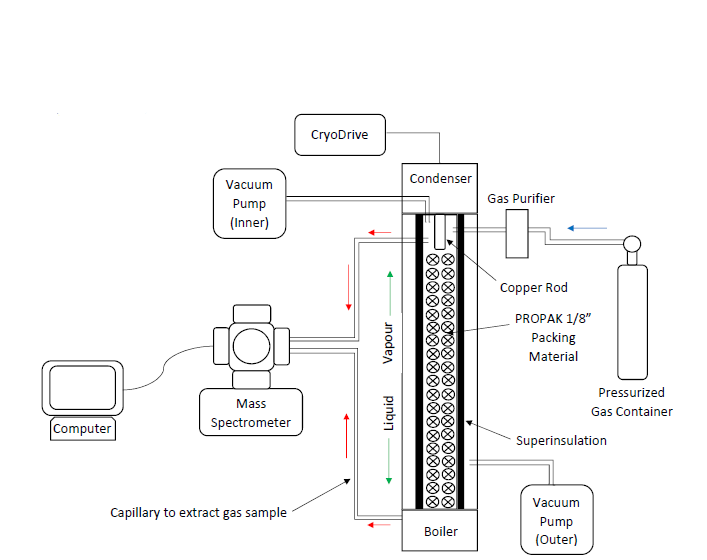 CryoDrive
Condenser
Vacuum
Pump
(Inner)
Gas Purifier
Copper Rod
PROPAK 1/8”
Packing
Material
Vapour
Liquid
Pressurized
Gas Container
Mass
Spectrometer
Computer
Superinsulation
Capillary to extract gas sample
Boiler
Vacuum
Pump
(Outer)